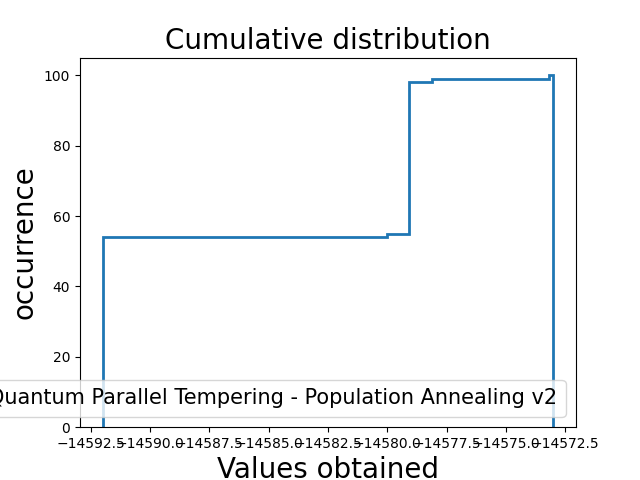 Cumulative distribution
occurrence
100
80
60
40
20
0
Quantum Parallel Tempering - Population Annealing v2
−14592.5 −14590.0 −14587.5 −14585.0 −14582.5 −14580.0 −14577.5 −14575.0 −14572.5
Values obtained